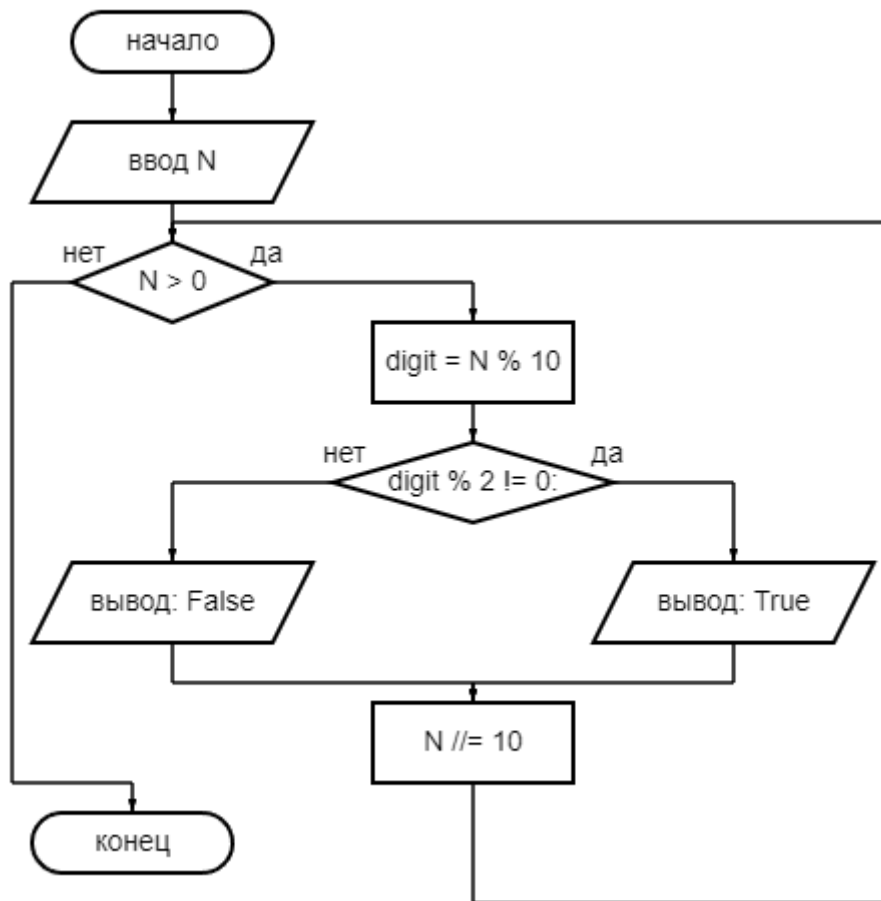 начало
ввод N
нет
да
N > 0
digit = N % 10
нет
да
digit % 2 != 0:
вывод: False
вывод: True
N //= 10
конец